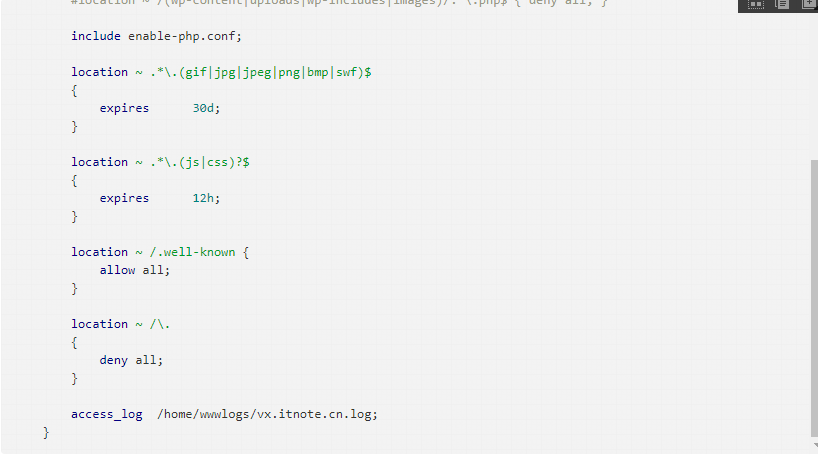 #location ~ /(wp-content|uploads|wp-includes|images)/.*\.php$ { deny all; }
include enable-php.conf;
location ~ .*\.(gif|jpg|jpeg|png|bmp|swf)$
{
expires      30d;
}
location ~ .*\.(js|css)?$
{
expires      12h;
}
location ~ /.well-known {
allow all;
}
location ~ /\.
{
deny all;
}
access_log  /home/wwwlogs/vx.itnote.cn.log;
}